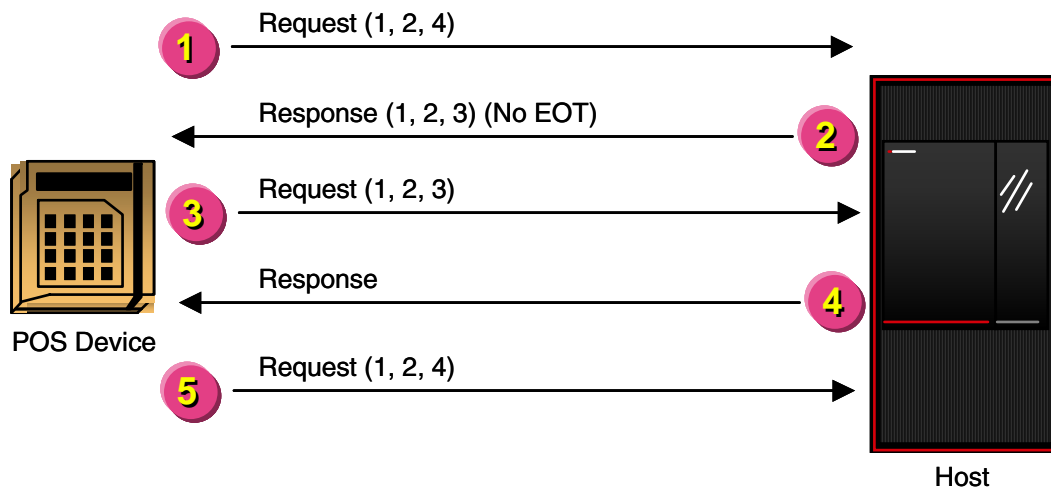 1 Request (1, 2, 4)
Response (1, 2, 3) (No EOT) 2
3 Request (1, 2, 3)
Response 4
POS Device
5 Request (1, 2, 4)
Host